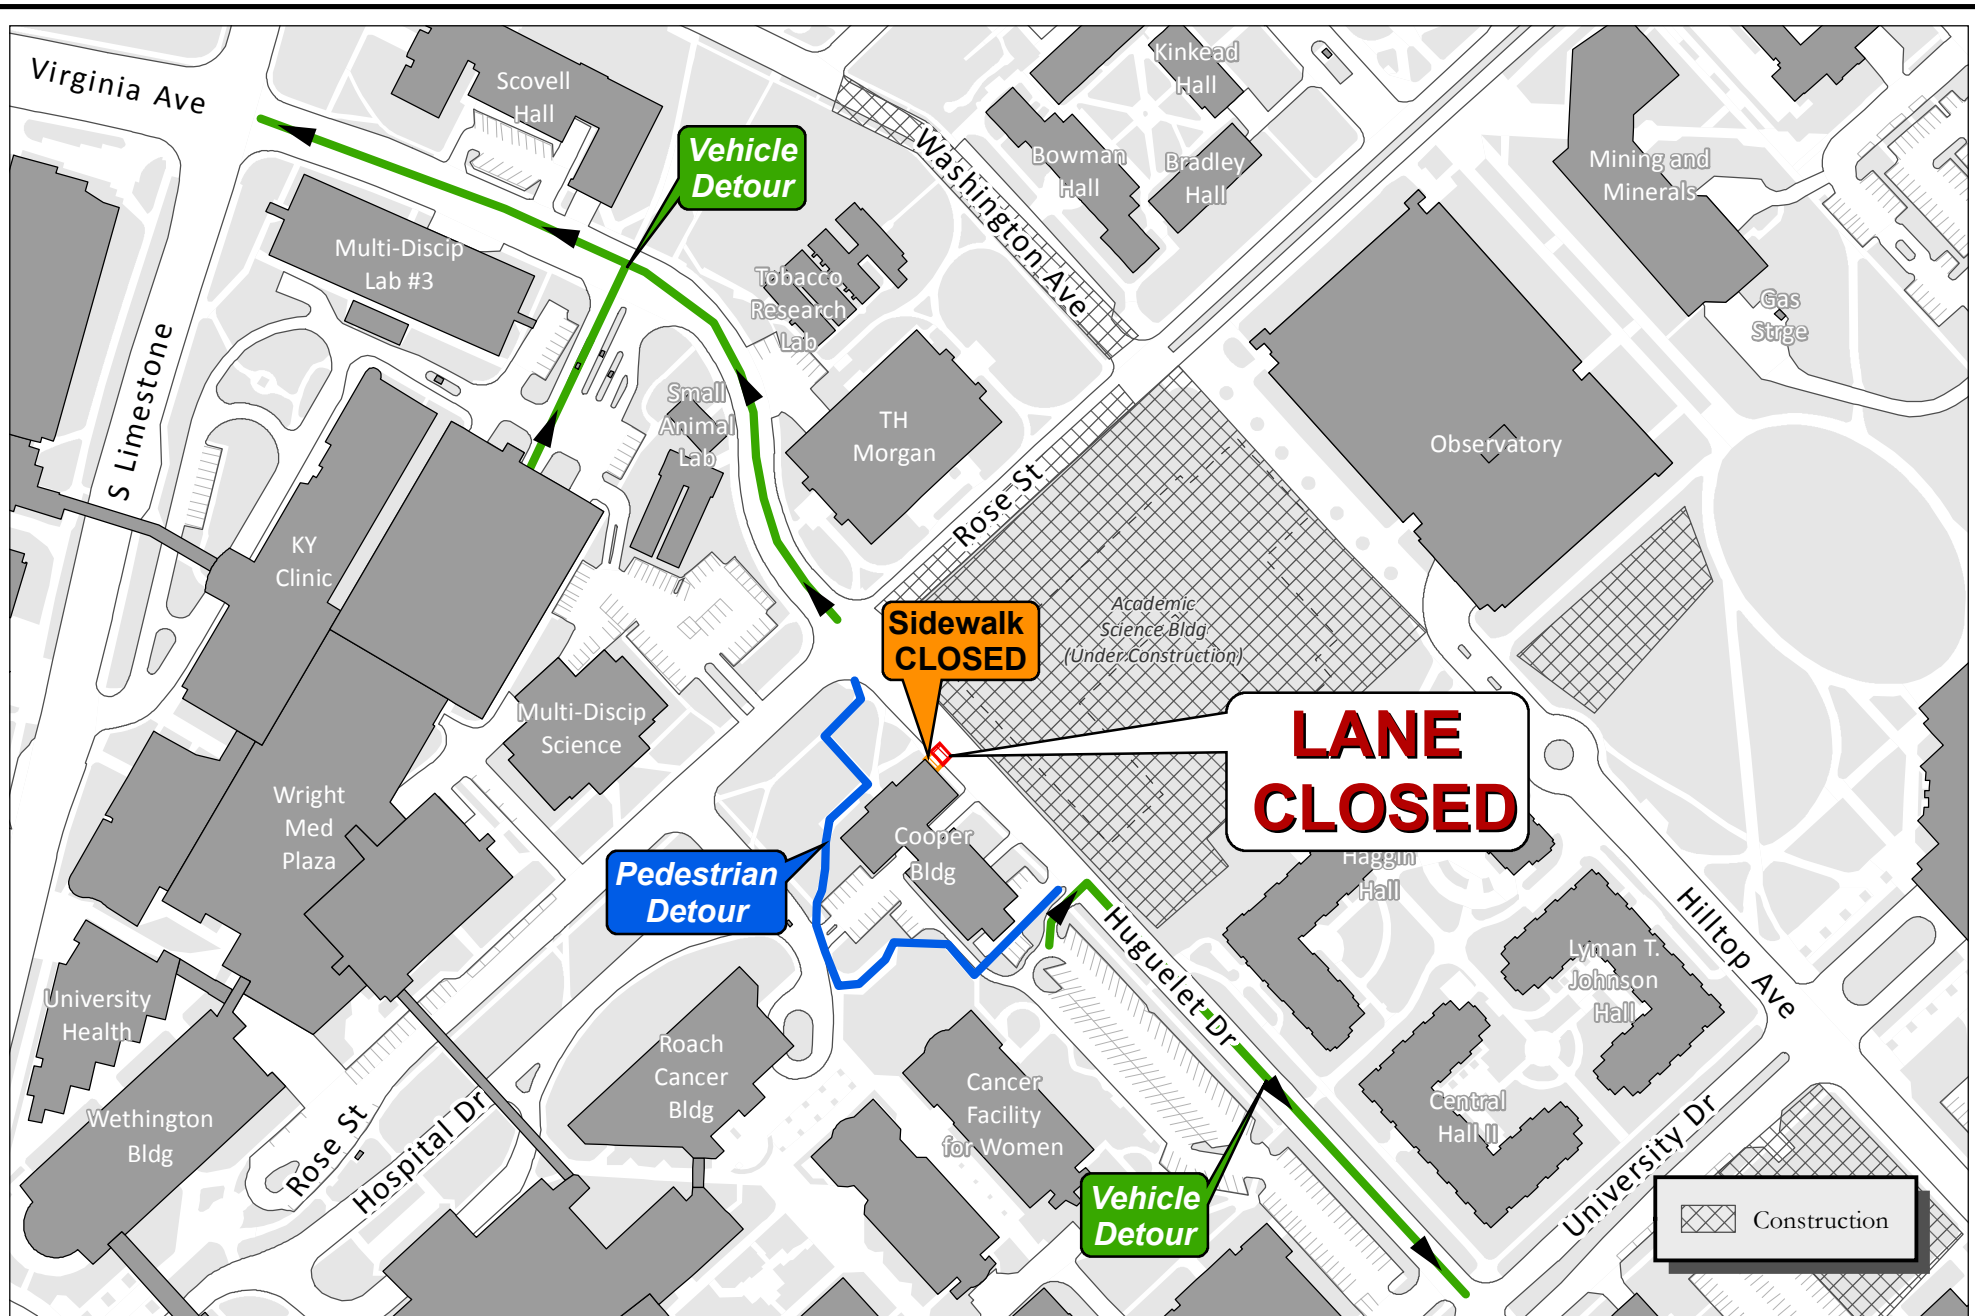 Virginia Ave
Scovell
Hall
Kinkead
Hall
Vehicle
Detour
Washington Ave
Bowman
Hall
Bradley
Hall
Mining and
Minerals
Multi-Discip
Lab #3
Tobacco
Research
Lab
Gas
Strge
S Limestone
Small
Animal
Lab
TH
Morgan
Observatory
Rose St
KY
Clinic
Academic
Science Bldg
(Under Construction)
Sidewalk
CLOSED
Multi-Discip
Science
LANE
CLOSED
Wright
Med
Plaza
Cooper
Bldg
Haggin
Hall
Pedestrian
Detour
Huguelet Dr
Hilltop Ave
Lyman T.
Johnson
Hall
University
Health
Roach
Cancer
Bldg
Cancer
Facility
for Women
Central
Hall II
Wethington
Bldg
Rose St
Hospital Dr
University Dr
Vehicle
Detour
Construction